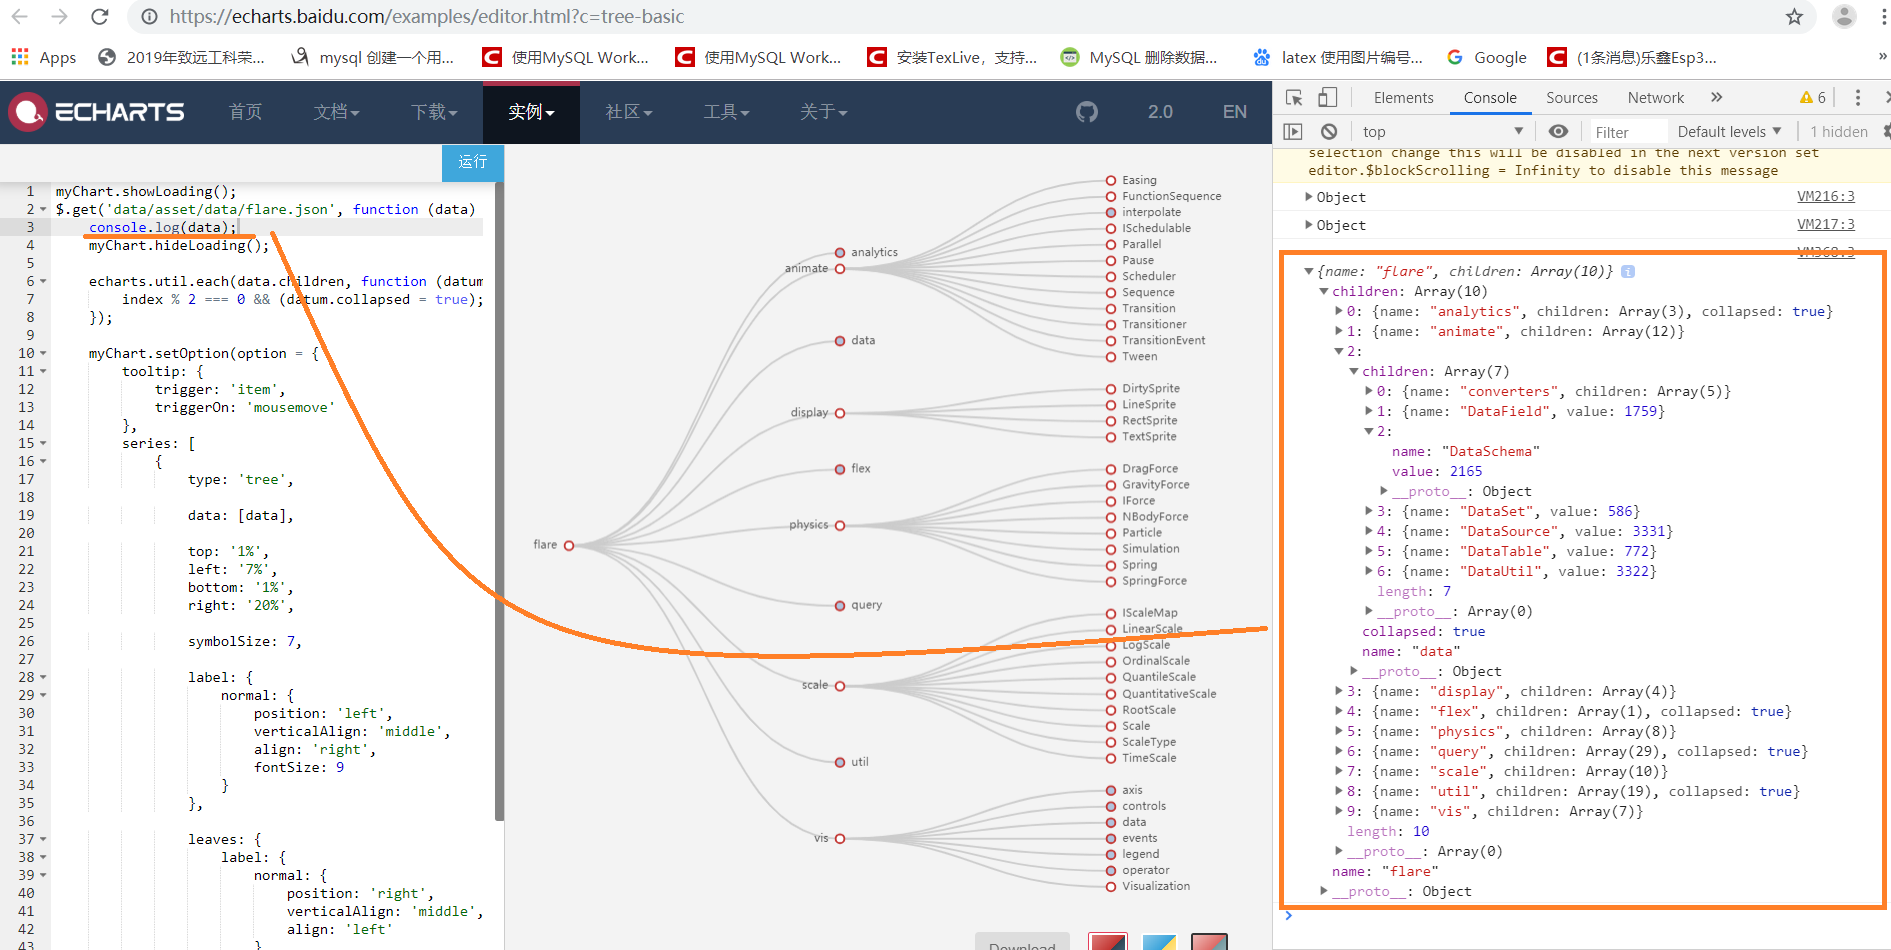 https://echarts.baidu.com/examples/editor.html?c=tree-basic
Apps 2019年致远工科荣... mysql 创建一个用... 使用MySQL Work... 使用MySQL Work... 安装TexLive，支持... MySQL 删除数据... latex 使用图片编号... Google (1条消息)乐鑫Esp3... »
ECHARTS 首页 文档 下载 实例 社区 工具 关于 2.0 EN
运行
1 myChart.showLoading();
2 $.get('data/asset/data/flare.json', function (data)
3 console.log(data);
4 myChart.hideLoading();
5
6 echarts.util.each(data.children, function (datum
7 index % 2 === 0 && (datum.collapsed = true);
8 });
9
10 myChart.setOption(option = {
11 tooltip: {
12 trigger: 'item',
13 triggerOn: 'mousemove'
14 },
15 series: [
16 {
17 type: 'tree',
18
19 data: [data],
20
21 top: '1%',
22 left: '7%',
23 bottom: '1%',
24 right: '20%',
25
26 symbolSize: 7,
27
28 label: {
29 normal: {
30 position: 'left',
31 verticalAlign: 'middle',
32 align: 'right',
33 fontSize: 9
34 }
35 },
36
37 leaves: {
38 label: {
39 normal: {
40 position: 'right',
41 verticalAlign: 'middle',
42 align: 'left'
43 }
flare
analytics
animate
data
display
flex
physics
query
scale
util
vis
Easing
FunctionSequence
interpolate
ISchedulable
Parallel
Pause
Scheduler
Sequence
Transition
Transitioner
TransitionEvent
Tween
DirtySprite
LineSprite
RectSprite
TextSprite
DragForce
GravityForce
IForce
NBodyForce
Particle
Simulation
Spring
SpringForce
IScaleMap
LinearScale
LogScale
OrdinalScale
QuantileScale
QuantitativeScale
RootScale
Scale
ScaleType
TimeScale
axis
controls
data
events
legend
operator
Visualization
Download
Elements Console Sources Network » 6
top Filter Default levels 1 hidden
selection change this will be disabled in the next version set
editor.$blockScrolling = Infinity to disable this message
Object VM216:3
Object VM217:3
VM368:3
{name: "flare", children: Array(10)}
children: Array(10)
0: {name: "analytics", children: Array(3), collapsed: true}
1: {name: "animate", children: Array(12)}
2:
children: Array(7)
0: {name: "converters", children: Array(5)}
1: {name: "DataField", value: 1759}
2:
name: "DataSchema"
value: 2165
__proto__: Object
3: {name: "DataSet", value: 586}
4: {name: "DataSource", value: 3331}
5: {name: "DataTable", value: 772}
6: {name: "DataUtil", value: 3322}
length: 7
__proto__: Array(0)
collapsed: true
name: "data"
__proto__: Object
3: {name: "display", children: Array(4)}
4: {name: "flex", children: Array(1), collapsed: true}
5: {name: "physics", children: Array(8)}
6: {name: "query", children: Array(29), collapsed: true}
7: {name: "scale", children: Array(10)}
8: {name: "util", children: Array(19), collapsed: true}
9: {name: "vis", children: Array(7)}
length: 10
__proto__: Array(0)
name: "flare"
__proto__: Object